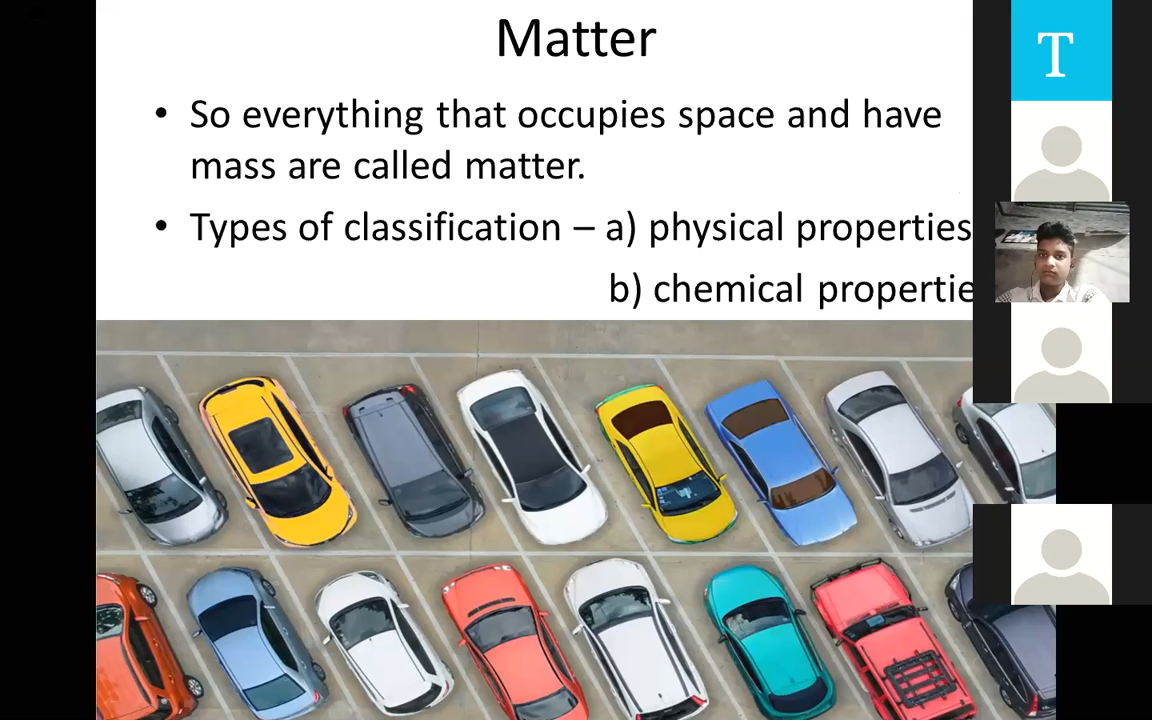 Matter
• So everything that occupies space and have
mass are called matter.
• Types of classification – a) physical properties
b) chemical propertie
T